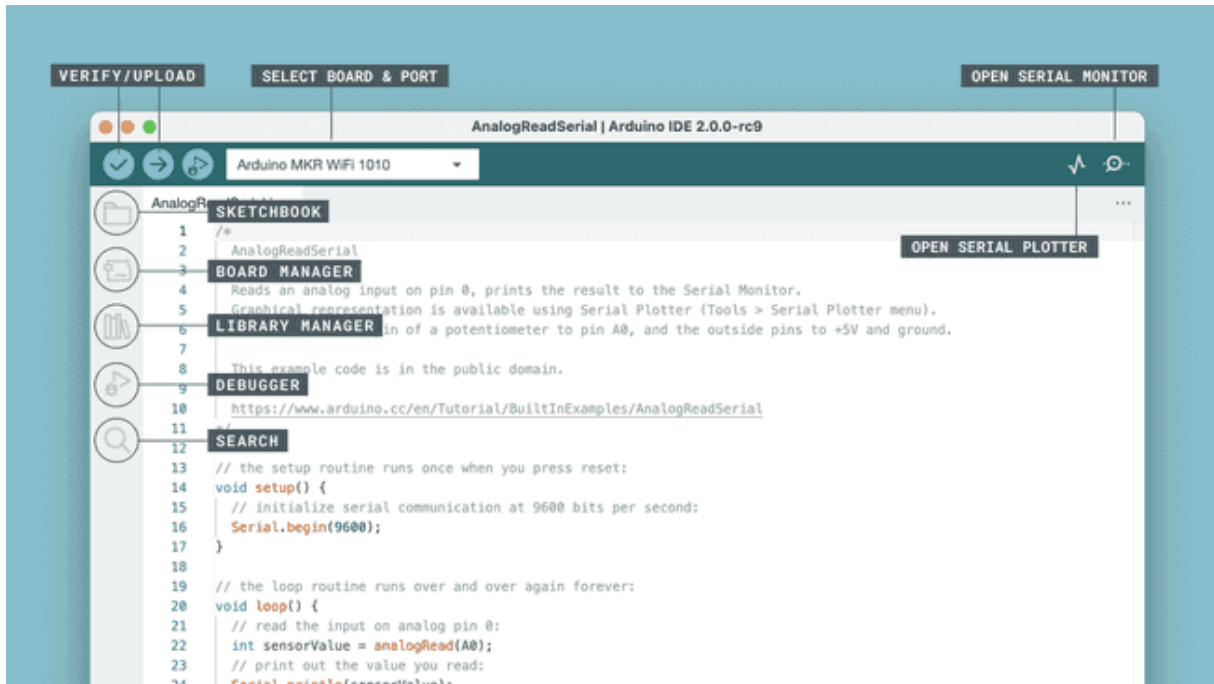 VERIFY/UPLOAD
SELECT BOARD & PORT
OPEN SERIAL MONITOR
AnalogReadSerial | Arduino IDE 2.0.0-rc9
Arduino MKR WiFi 1010
SKETCHBOOK
1 /*
2 AnalogReadSerial
OPEN SERIAL PLOTTER
3
BOARD MANAGER
4 Reads an analog input on pin 0, prints the result to the Serial Monitor.
5 Graphical representation is available using Serial Plotter (Tools > Serial Plotter menu).
LIBRARY MANAGER
6 of a potentiometer to pin A0, and the outside pins to +5V and ground.
7
8 This example code is in the public domain.
DEBUGGER
9
10 https://www.arduino.cc/en/Tutorial/BuiltInExamples/AnalogReadSerial
11 */
SEARCH
12
13 // the setup routine runs once when you press reset:
14 void setup() {
15 // initialize serial communication at 9600 bits per second:
16 Serial.begin(9600);
17 }
18
19 // the loop routine runs over and over again forever:
20 void loop() {
21 // read the input on analog pin 0:
22 int sensorValue = analogRead(A0);
23 // print out the value you read:
24 Serial.println(sensorValue);